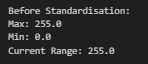 Before Standardisation:
Max: 255.0
Min: 0.0
Current Range: 255.0